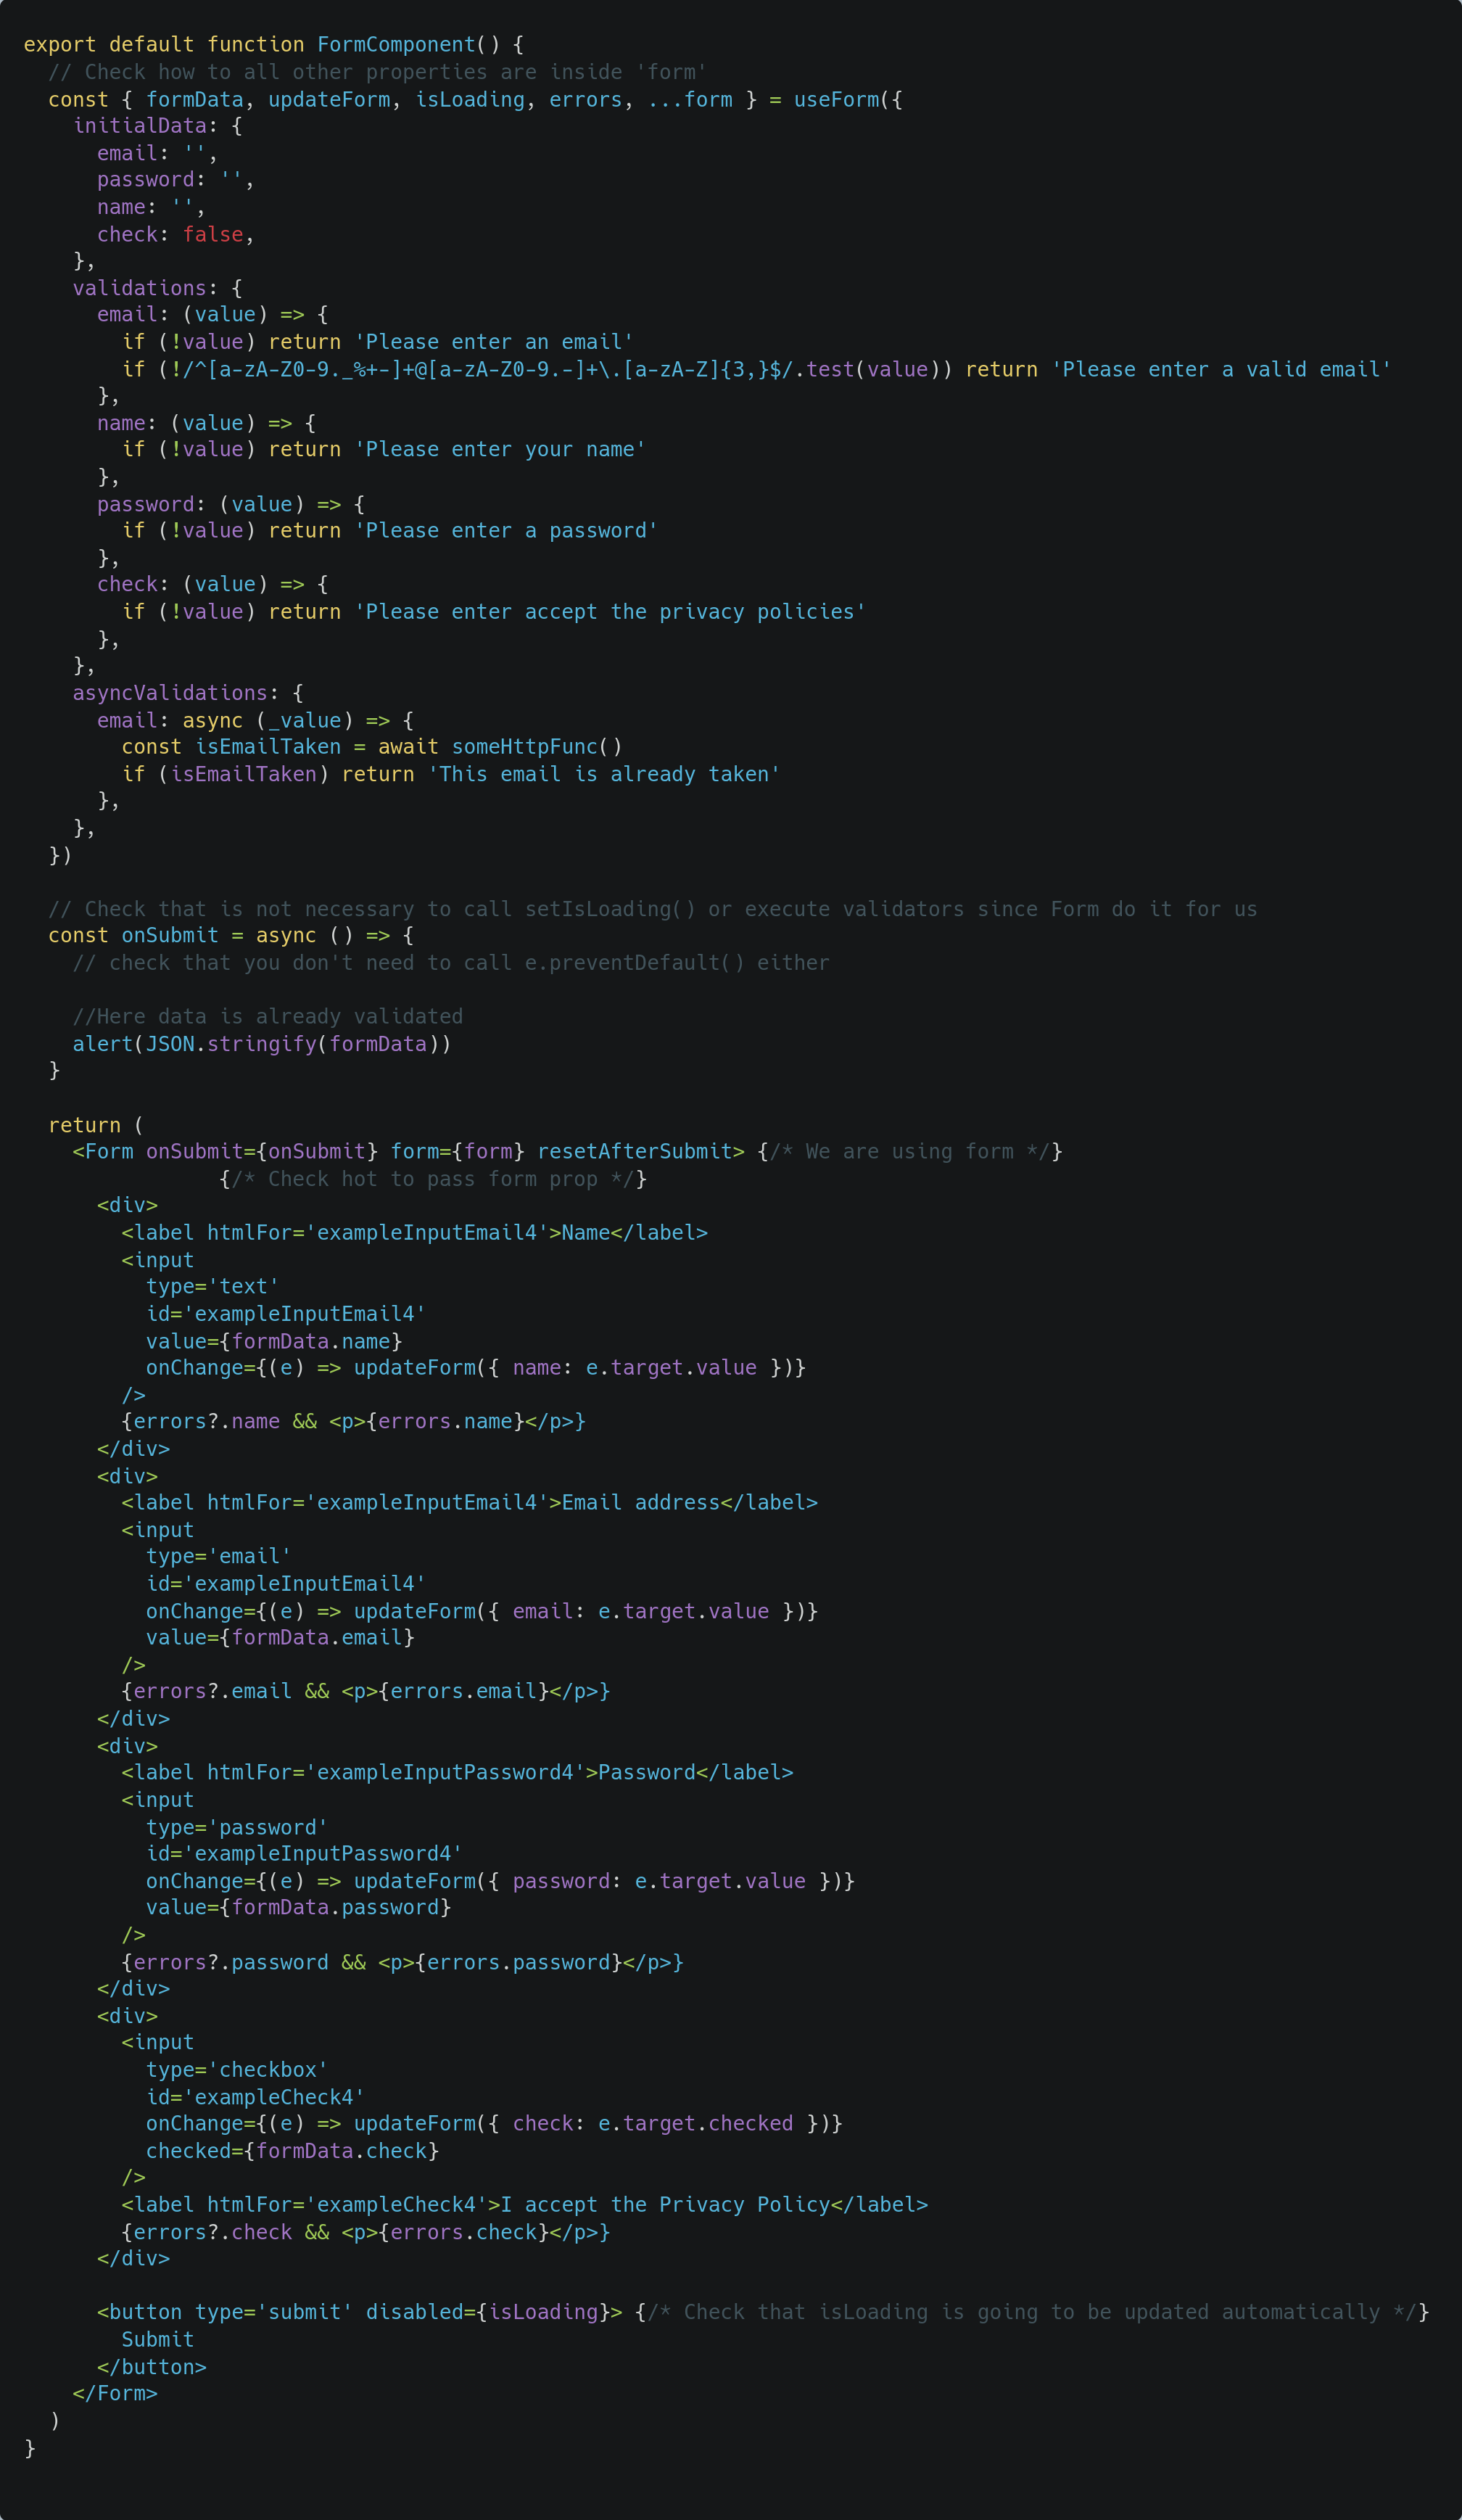 export default function FormComponent() {
  // Check how to all other properties are inside 'form'
  const { formData, updateForm, isLoading, errors, ...form } = useForm({
    initialData: {
      email: '',
      password: '',
      name: '',
      check: false,
    },
    validations: {
      email: (value) => {
        if (!value) return 'Please enter an email'
        if (!/^[a-zA-Z0-9._%+-]+@[a-zA-Z0-9.-]+\.[a-zA-Z]{3,}$/.test(value)) return 'Please enter a valid email'
      },
      name: (value) => {
        if (!value) return 'Please enter your name'
      },
      password: (value) => {
        if (!value) return 'Please enter a password'
      },
      check: (value) => {
        if (!value) return 'Please enter accept the privacy policies'
      },
    },
    asyncValidations: {
      email: async (_value) => {
        const isEmailTaken = await someHttpFunc()
        if (isEmailTaken) return 'This email is already taken'
      },
    },
  })

  // Check that is not necessary to call setIsLoading() or execute validators since Form do it for us
  const onSubmit = async () => {
    // check that you don't need to call e.preventDefault() either

    //Here data is already validated
    alert(JSON.stringify(formData))
  }

  return (
    <Form onSubmit={onSubmit} form={form} resetAfterSubmit> {/* We are using form */}
                {/* Check hot to pass form prop */}
      <div>
        <label htmlFor='exampleInputEmail4'>Name</label>
        <input
          type='text'
          id='exampleInputEmail4'
          value={formData.name}
          onChange={(e) => updateForm({ name: e.target.value })}
        />
        {errors?.name && <p>{errors.name}</p>}
      </div>
      <div>
        <label htmlFor='exampleInputEmail4'>Email address</label>
        <input
          type='email'
          id='exampleInputEmail4'
          onChange={(e) => updateForm({ email: e.target.value })}
          value={formData.email}
        />
        {errors?.email && <p>{errors.email}</p>}
      </div>
      <div>
        <label htmlFor='exampleInputPassword4'>Password</label>
        <input
          type='password'
          id='exampleInputPassword4'
          onChange={(e) => updateForm({ password: e.target.value })}
          value={formData.password}
        />
        {errors?.password && <p>{errors.password}</p>}
      </div>
      <div>
        <input
          type='checkbox'
          id='exampleCheck4'
          onChange={(e) => updateForm({ check: e.target.checked })}
          checked={formData.check}
        />
        <label htmlFor='exampleCheck4'>I accept the Privacy Policy</label>
        {errors?.check && <p>{errors.check}</p>}
      </div>

      <button type='submit' disabled={isLoading}> {/* Check that isLoading is going to be updated automatically */}
        Submit
      </button>
    </Form>
  )
}